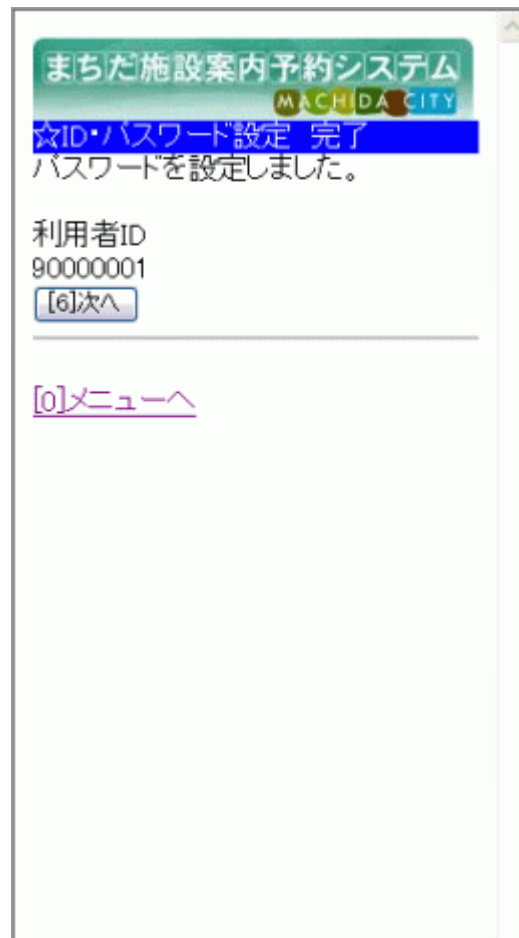 まちだ施設案内予約システム
MACHIDA CITY
☆ID・パスワード設定　完了
パスワードを設定しました。
利用者ID
90000001
[6]次へ
[0]メニューへ